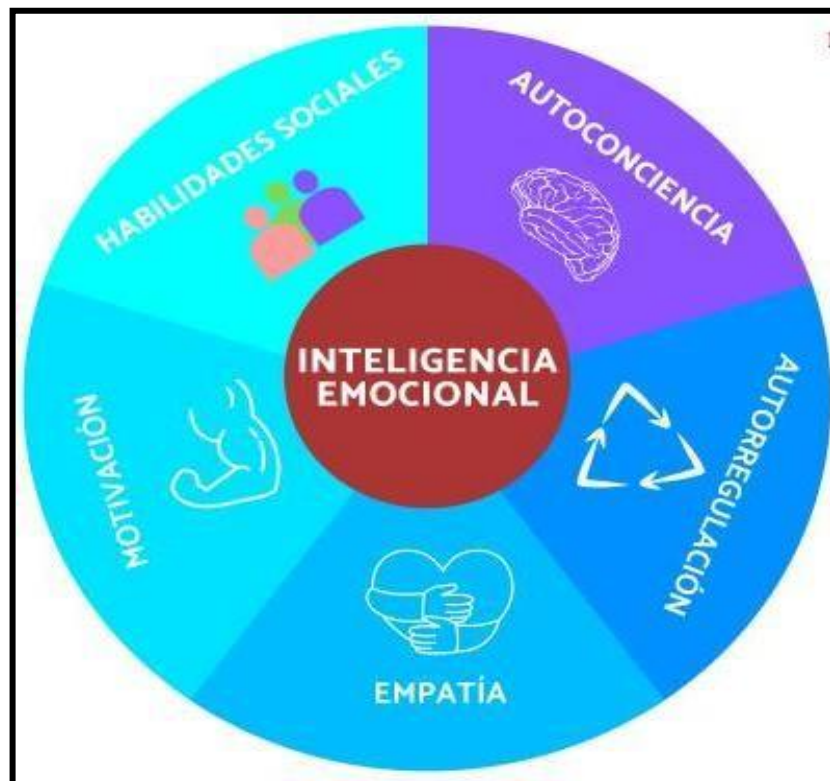 HABILIDADES SOCIALES
AUTOCONCIENCIA
INTELIGENCIA
EMOCIONAL
MOTIVACIÓN
AUTORREGULACIÓN
EMPATÍA